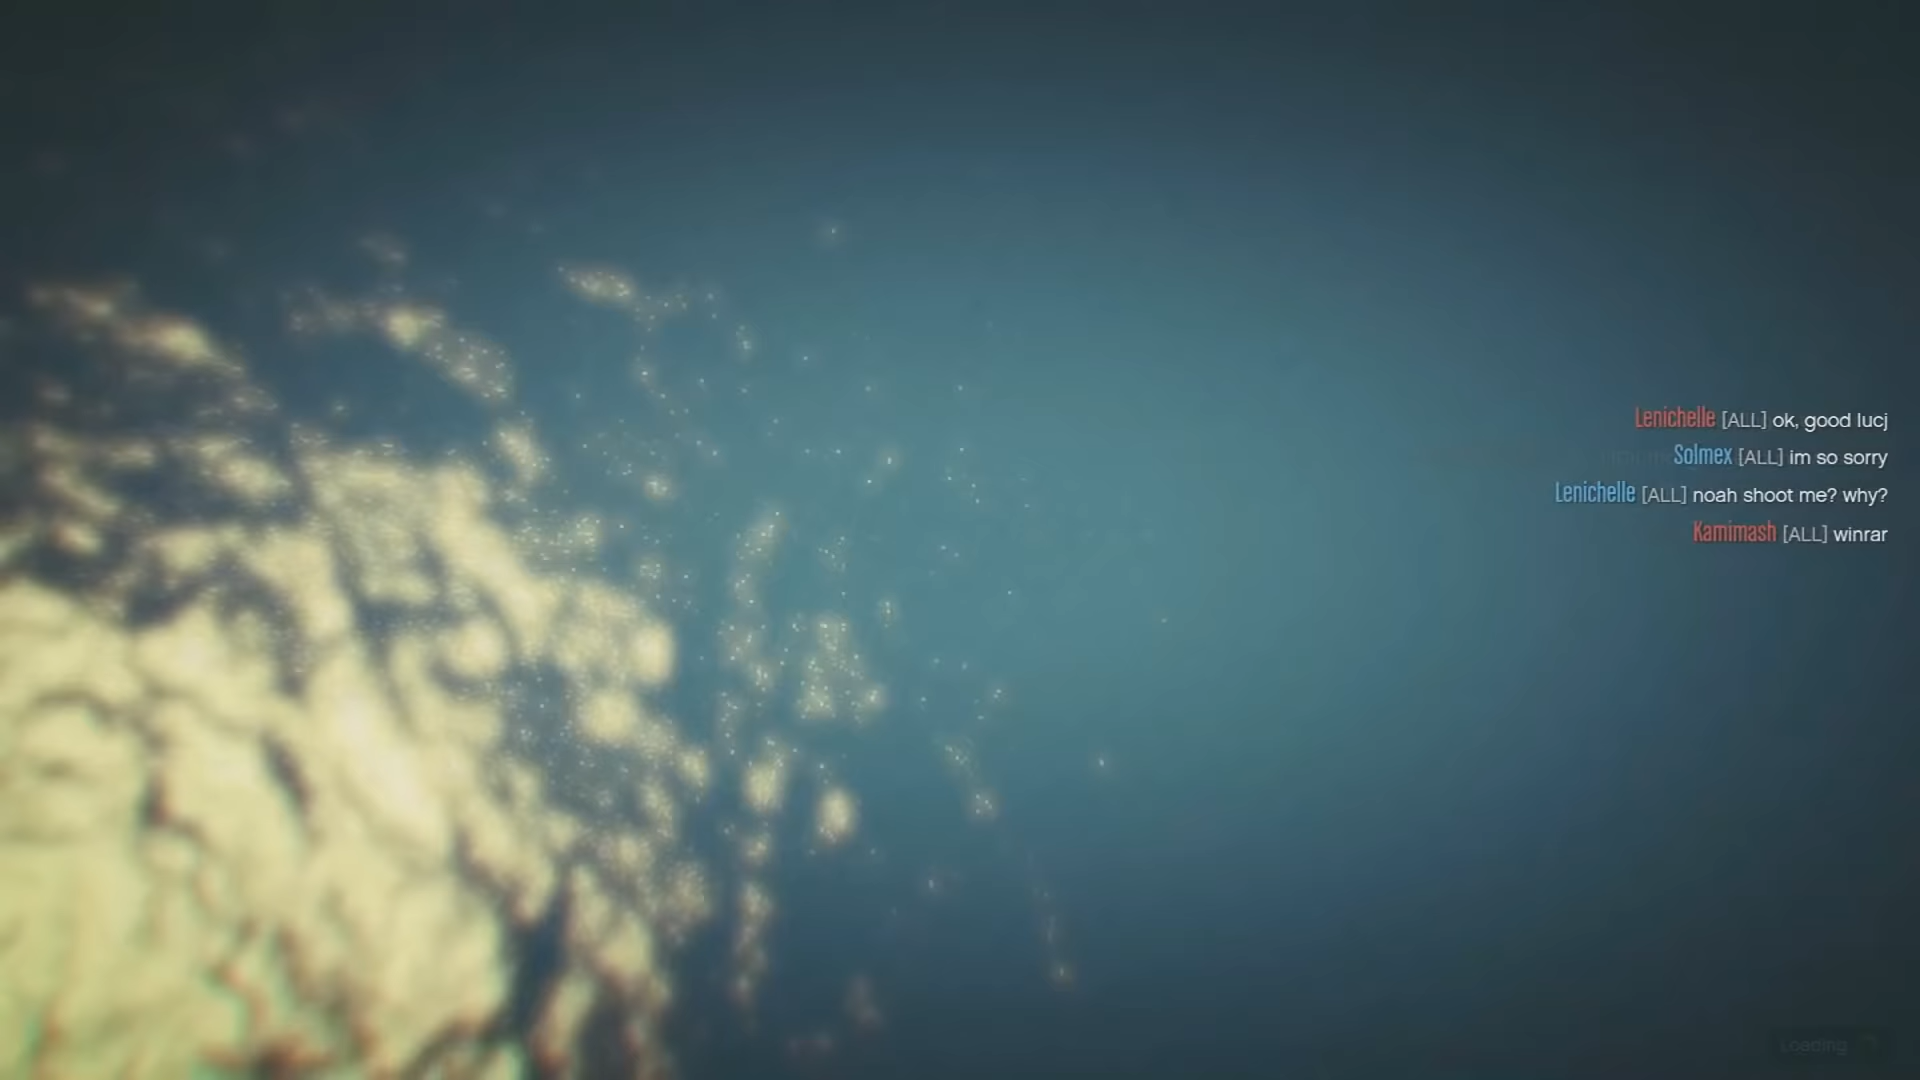 Lenichelle [ALL] ok, good lucj
Solmex [ALL] im so sorry
Lenichelle [ALL] noah shoot me? why?
Kamimash [ALL] winrar
Loading